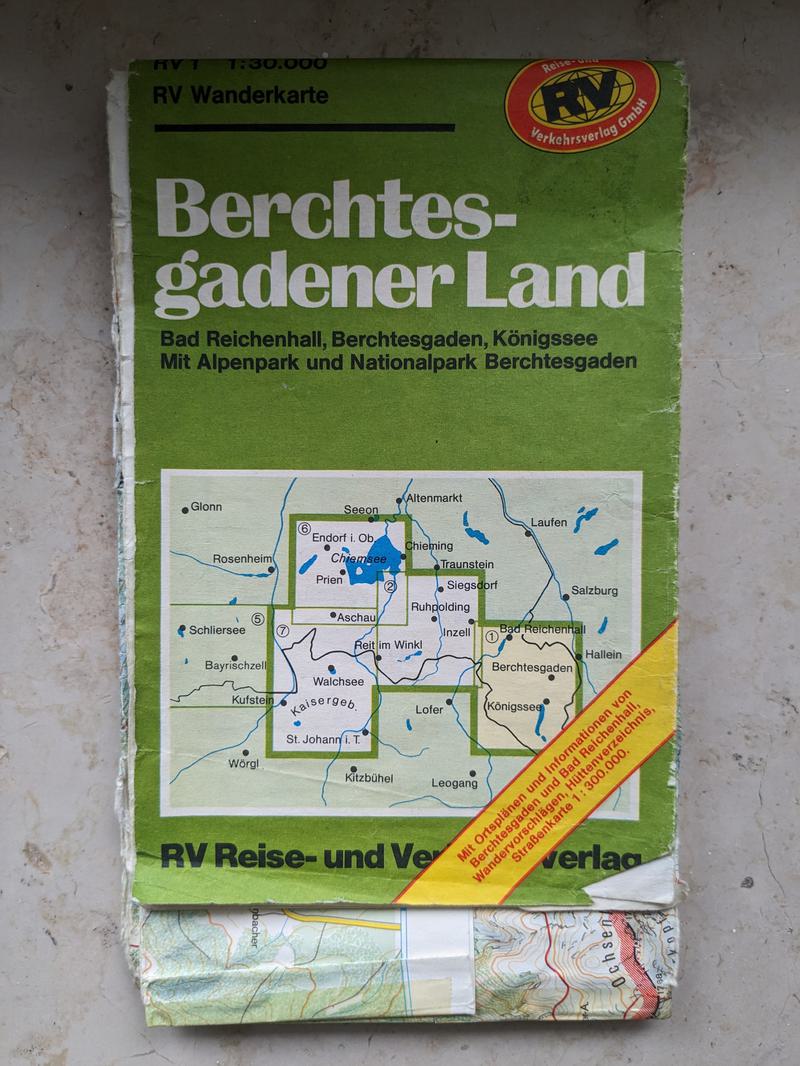 RV 1 1:30.000
RV Wanderkarte
Reise- und
RV
Verkehrsverlag GmbH
Berchtes-
gadener Land
Bad Reichenhall, Berchtesgaden, Königssee
Mit Alpenpark und Nationalpark Berchtesgaden
Glonn
Altenmarkt
Seeon
Laufen
6
Endorf i. Ob.
Chieming
Chiemsee
Rosenheim
Traunstein
Prien
2
Siegsdorf
Salzburg
Ruhpolding
5
Aschau
7
Schliersee
Inzell
1
Bad Reichenhall
Reit im Winkl
Hallein
Bayrischzell
Berchtesgaden
Walchsee
Kufstein
Kaisergeb.
Lofer
Königssee
St. Johann i. T.
Wörgl
Kitzbühel
Leogang
Mit Ortsplänen und Informationen von
Berchtesgaden und Bad Reichenhall,
Wandervorschlägen, Hüttenverzeichnis,
Straßenkarte 1 : 300.000.
RV Reise- und Ve verlag
nbacher
Ochsen